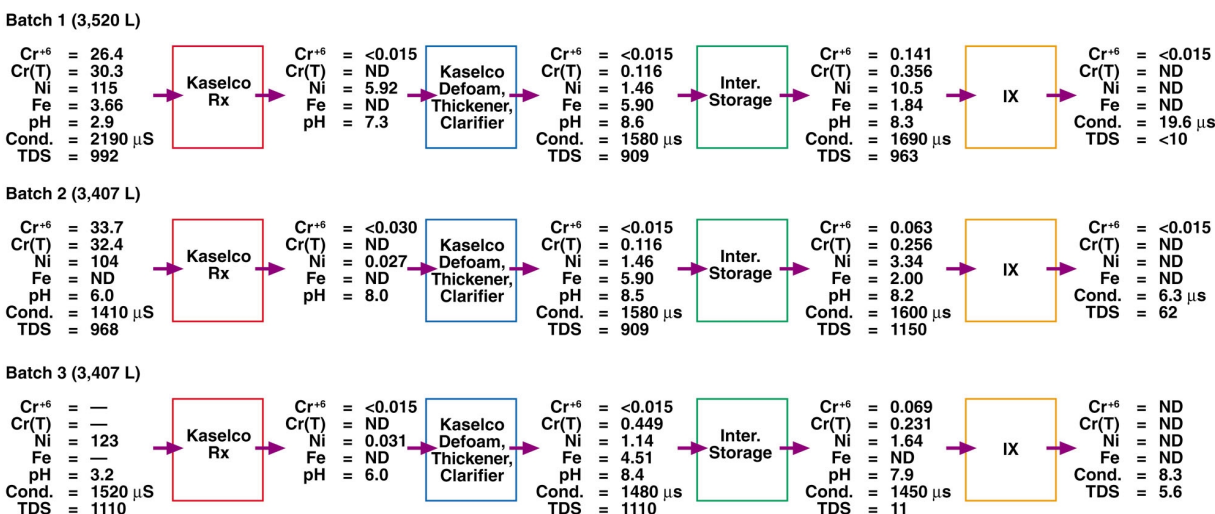 Batch 1 (3,520 L)
Cr+6 = 26.4
Cr(T) = 30.3
Ni = 115
Fe = 3.66
pH = 2.9
Cond. = 2190 μS
TDS = 992
Kaselco
Rx
Cr+6 = <0.015
Cr(T) = ND
Ni = 5.92
Fe = ND
pH = 7.3
Kaselco
Defoam,
Thickener,
Clarifier
Cr+6 = <0.015
Cr(T) = 0.116
Ni = 1.46
Fe = 5.90
pH = 8.6
Cond. = 1580 μs
TDS = 909
Inter.
Storage
Cr+6 = 0.141
Cr(T) = 0.356
Ni = 10.5
Fe = 1.84
pH = 8.3
Cond. = 1690 μs
TDS = 963
IX
Cr+6 = <0.015
Cr(T) = ND
Ni = ND
Fe = ND
Cond. = 19.6 μs
TDS = <10
Batch 2 (3,407 L)
Cr+6 = 33.7
Cr(T) = 32.4
Ni = 104
Fe = ND
pH = 6.0
Cond. = 1410 μS
TDS = 968
Kaselco
Rx
Cr+6 = <0.030
Cr(T) = ND
Ni = 0.027
Fe = ND
pH = 8.0
Kaselco
Defoam,
Thickener,
Clarifier
Cr+6 = <0.015
Cr(T) = 0.116
Ni = 1.46
Fe = 5.90
pH = 8.5
Cond. = 1580 μs
TDS = 909
Inter.
Storage
Cr+6 = 0.063
Cr(T) = 0.256
Ni = 3.34
Fe = 2.00
pH = 8.2
Cond. = 1600 μs
TDS = 1150
IX
Cr+6 = <0.015
Cr(T) = ND
Ni = ND
Fe = ND
Cond. = 6.3 μs
TDS = 62
Batch 3 (3,407 L)
Cr+6 = —
Cr(T) = —
Ni = 123
Fe = —
pH = 3.2
Cond. = 1520 μS
TDS = 1110
Kaselco
Rx
Cr+6 = <0.015
Cr(T) = ND
Ni = 0.031
Fe = ND
pH = 6.0
Kaselco
Defoam,
Thickener,
Clarifier
Cr+6 = <0.015
Cr(T) = 0.449
Ni = 1.14
Fe = 4.51
pH = 8.4
Cond. = 1480 μs
TDS = 1110
Inter.
Storage
Cr+6 = 0.069
Cr(T) = 0.231
Ni = 1.64
Fe = ND
pH = 7.9
Cond. = 1450 μs
TDS = 11
IX
Cr+6 = ND
Cr(T) = ND
Ni = ND
Fe = ND
Cond. = 8.3
TDS = 5.6